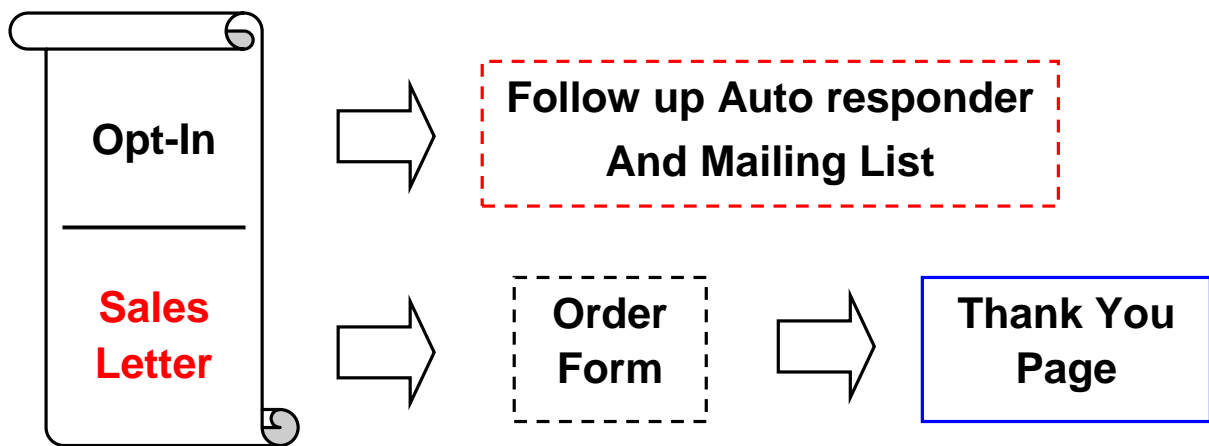 Opt-In
Follow up Auto responder
And Mailing List
Sales
Letter
Order
Form
Thank You
Page